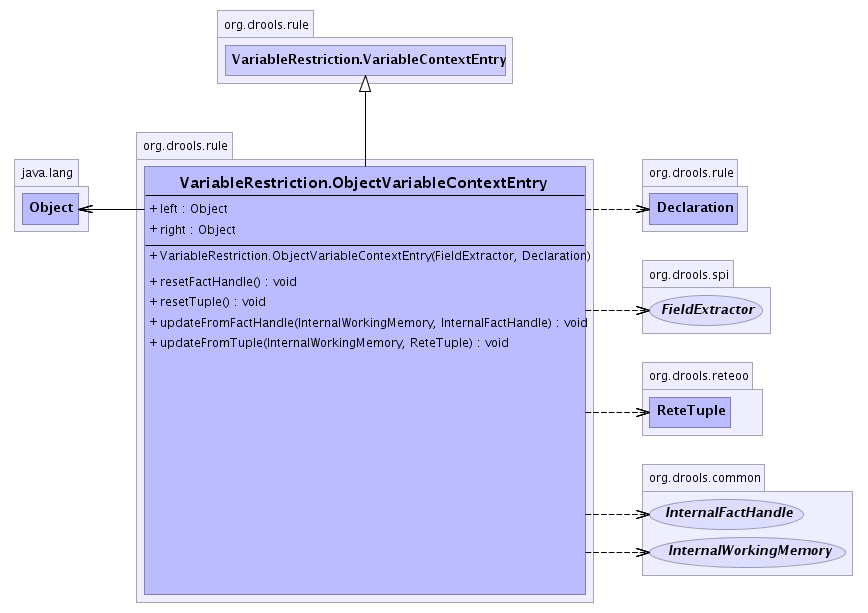 org.drools.rule
VariableRestriction.VariableContextEntry
org.drools.rule
VariableRestriction.ObjectVariableContextEntry
+ left : Object
+ right : Object
+ VariableRestriction.ObjectVariableContextEntry(FieldExtractor, Declaration)
+ resetFactHandle() : void
+ resetTuple() : void
+ updateFromFactHandle(InternalWorkingMemory, InternalFactHandle) : void
+ updateFromTuple(InternalWorkingMemory, ReteTuple) : void
java.lang
Object
org.drools.rule
Declaration
org.drools.spi
FieldExtractor
org.drools.reteoo
ReteTuple
org.drools.common
InternalFactHandle
InternalWorkingMemory